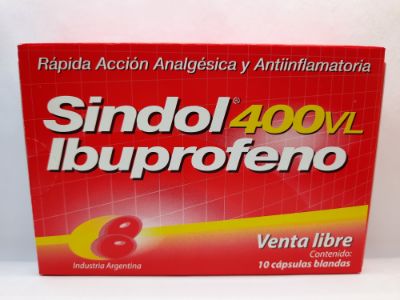 Rápida Acción Analgésica y Antiinflamatoria
Sindol® 400VL
Ibuprofeno
Venta libre
Contenido:
10 cápsulas blandas
Industria Argentina